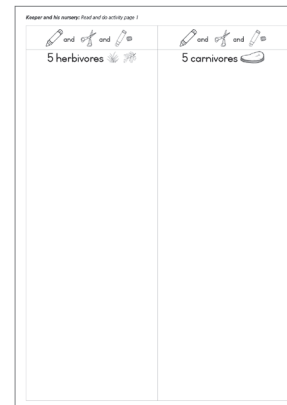 Keeper and his nursery: Read and do activity page 1
and and
and and
5 herbivores
5 carnivores